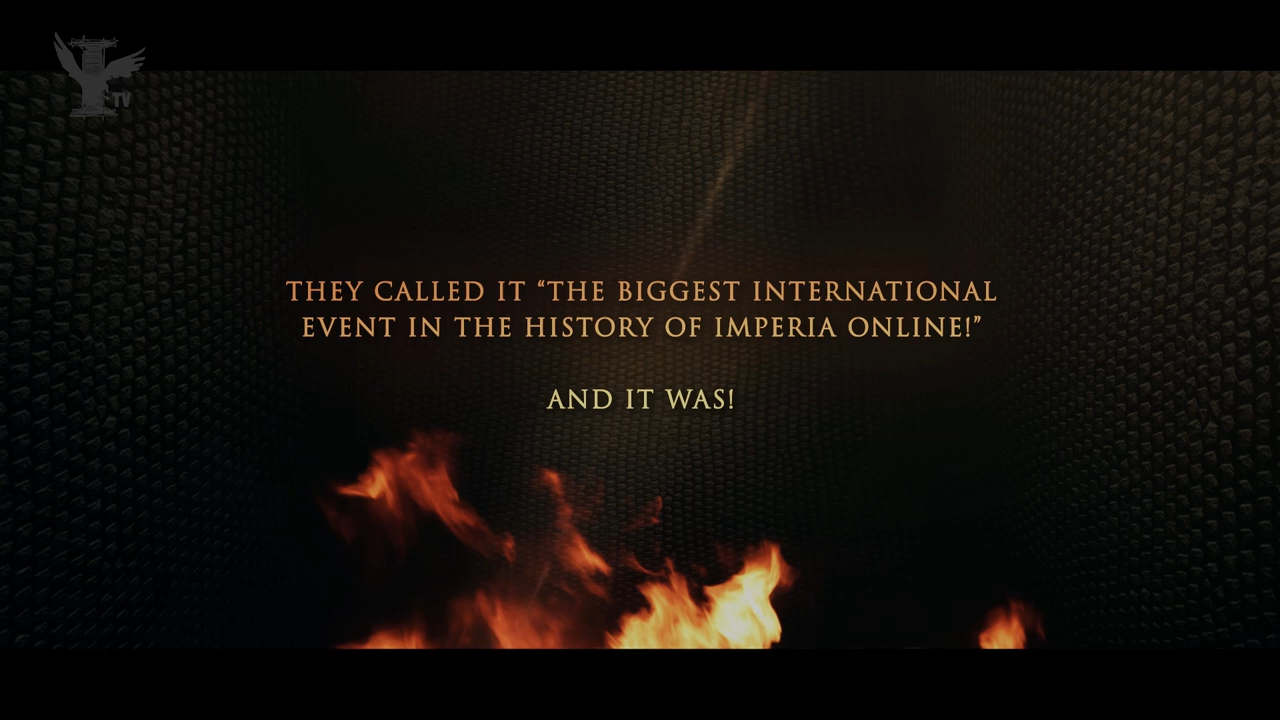 TV
THEY CALLED IT “THE BIGGEST INTERNATIONAL
EVENT IN THE HISTORY OF IMPERIA ONLINE!”
AND IT WAS!